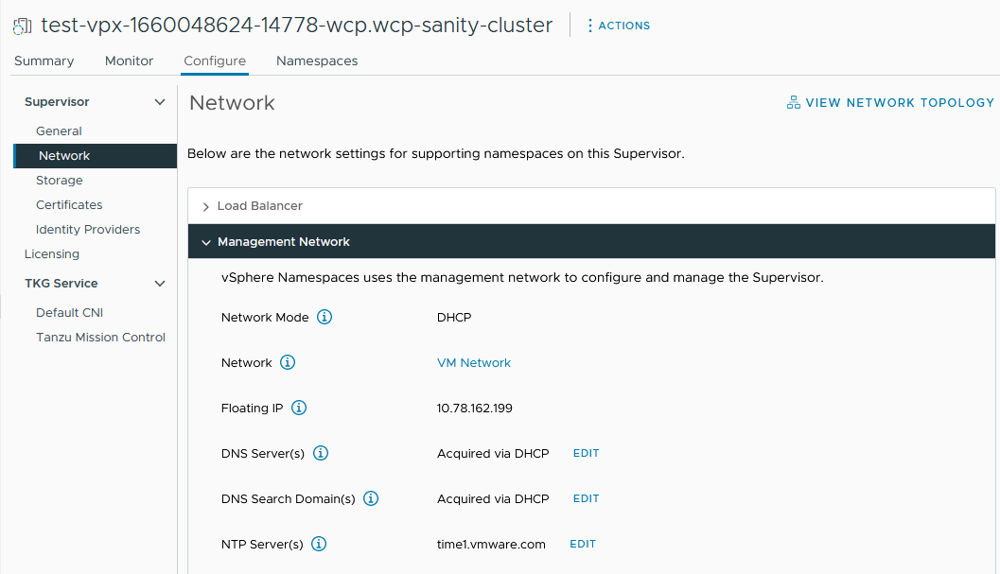 test-vpx-1660048624-14778-wcp.wcp-sanity-cluster
ACTIONS
Summary Monitor Configure Namespaces
Supervisor
General
Network
Storage
Certificates
Identity Providers
Licensing
TKG Service
Default CNI
Tanzu Mission Control
Network
VIEW NETWORK TOPOLOGY
Below are the network settings for supporting namespaces on this Supervisor.
Load Balancer
Management Network
vSphere Namespaces uses the management network to configure and manage the Supervisor.
Network Mode DHCP
Network VM Network
Floating IP 10.78.162.199
DNS Server(s) Acquired via DHCP EDIT
DNS Search Domain(s) Acquired via DHCP EDIT
NTP Server(s) time1.vmware.com EDIT